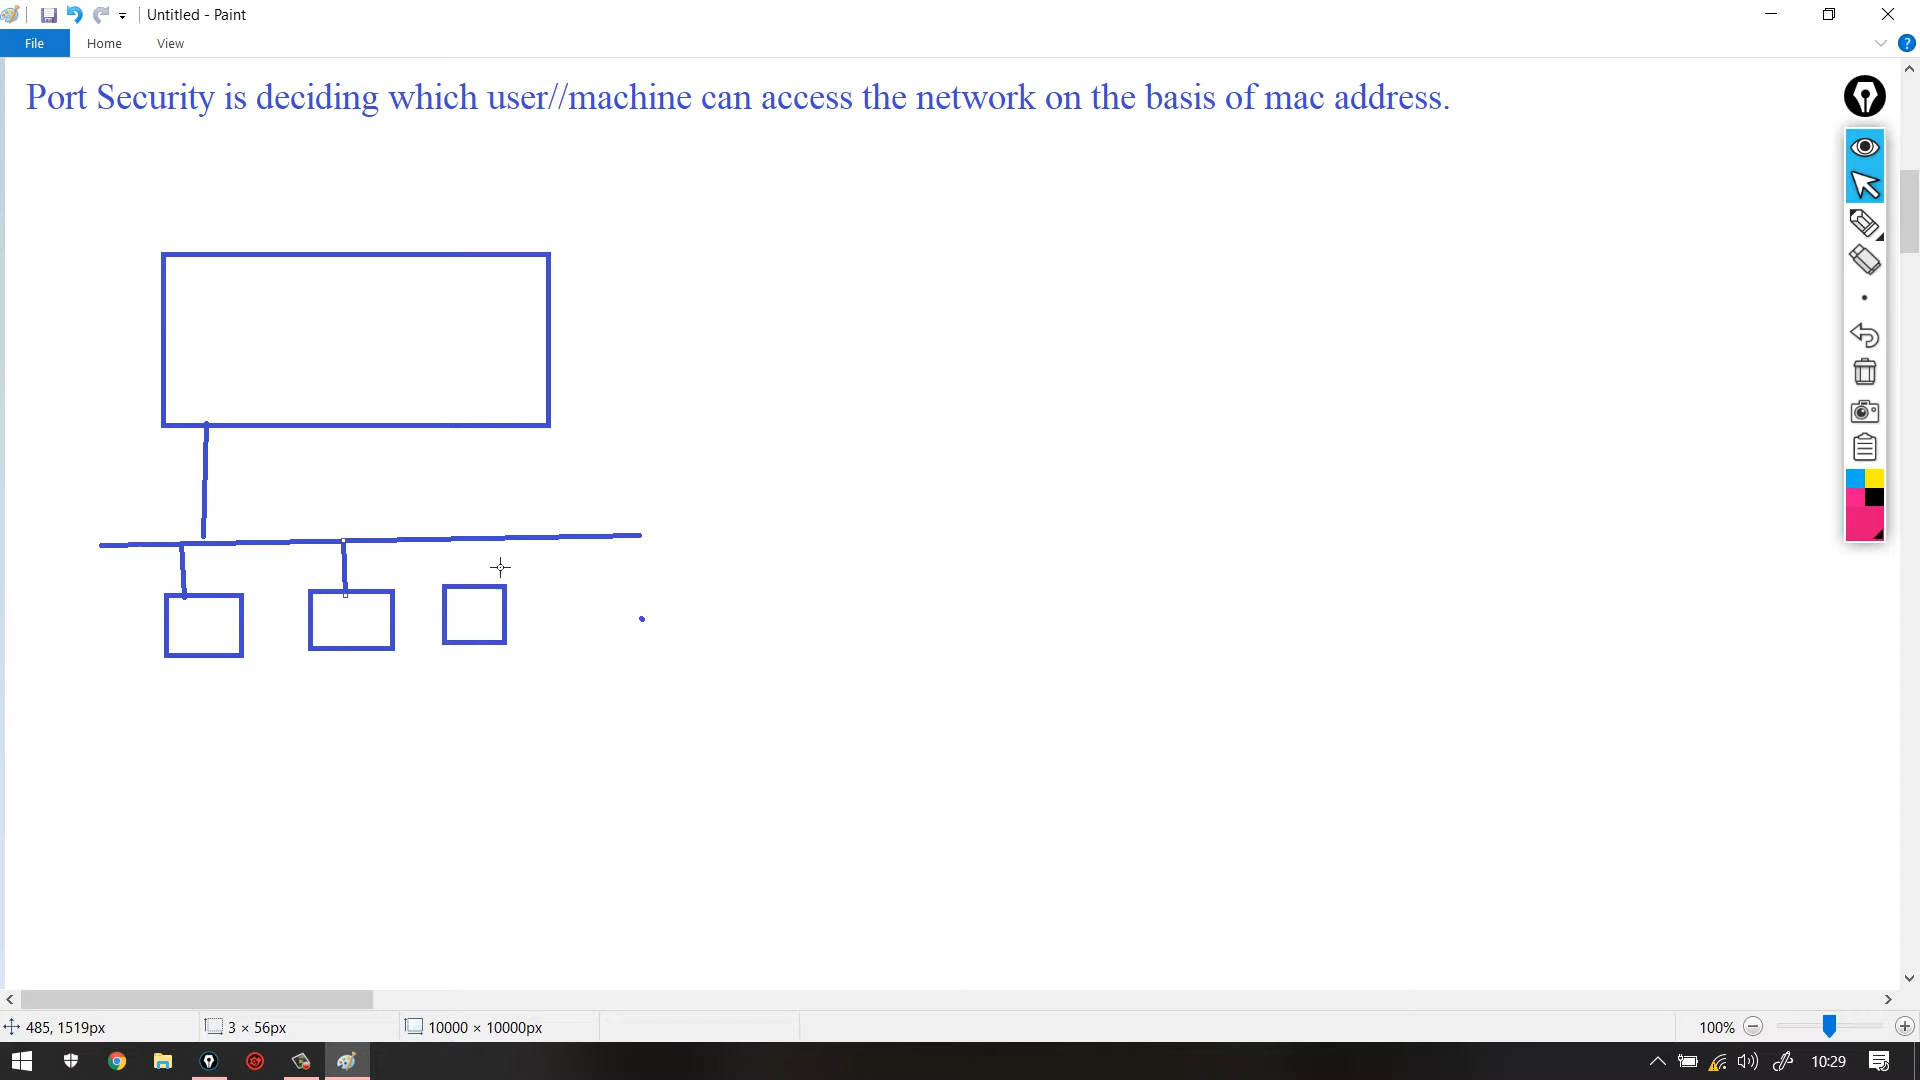 Untitled - Paint
File Home View
Port Security is deciding which user//machine can access the network on the basis of mac address.
485, 1519px 3 × 56px 10000 × 10000px 100%
10:29